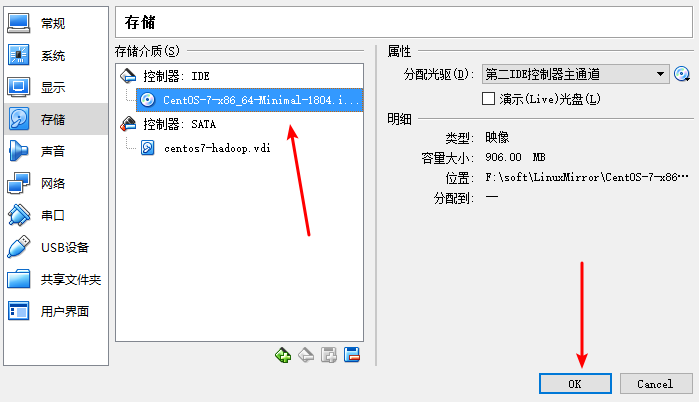 常规
系统
显示
存储
声音
网络
串口
USB设备
共享文件夹
用户界面
存储
存储介质(S)
控制器: IDE
CentOS-7-x86_64-Minimal-1804.i...
控制器: SATA
centos7-hadoop.vdi
属性
分配光驱(D): 第二IDE控制器主通道
演示(Live)光盘(L)
明细
类型: 映像
容量大小: 906.00 MB
位置: F:\soft\LinuxMirror\CentOS-7-x86…
分配到: —
OK
Cancel